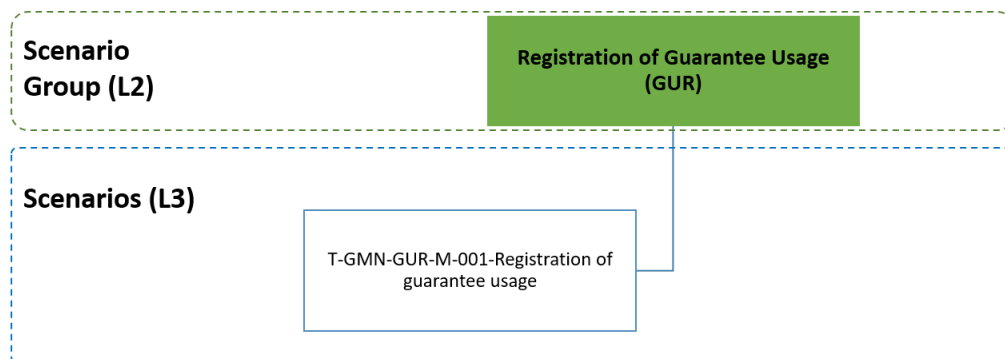 Scenario
Group (L2)
Registration of Guarantee Usage
(GUR)
Scenarios (L3)
T-GMN-GUR-M-001-Registration of
guarantee usage